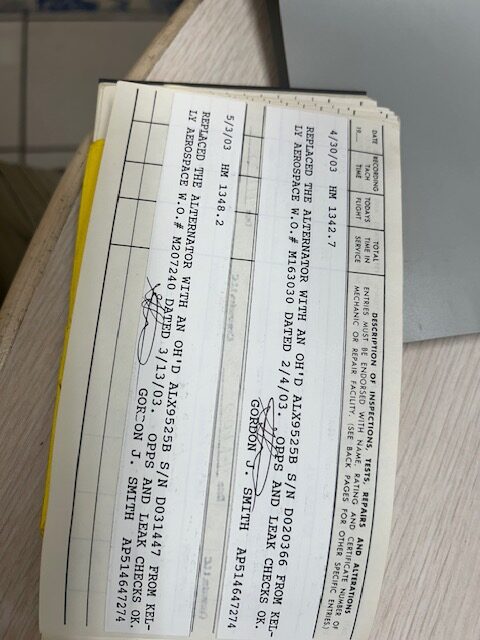 DATE
19
RECORDING
TACH
TIME
TODAYS
FLIGHT
TOTAL
TIME IN
SERVICE
DESCRIPTION OF INSPECTIONS, TESTS, REPAIRS AND ALTERATIONS
ENTRIES MUST BE ENDORSED WITH NAME, RATING AND CERTIFICATE NUMBER OF
MECHANIC OR REPAIR FACILITY. (SEE BACK PAGES FOR OTHER SPECIFIC ENTRIES.)
4/30/03 HM 1342.7
REPLACED THE ALTERNATOR WITH AN OH'D ALX9525B S/N D020366 FROM KEL-
LY AEROSPACE W.O.# M163030 DATED 2/4/03. OPPS AND LEAK CHECKS OK.
GORDON J. SMITH AP514647274
5/3/03 HM 1348.2
REPLACED THE ALTERNATOR WITH AN OH'D ALX9525B S/N D031447 FROM KEL-
LY AEROSPACE W.O.# M207240 DATED 3/13/03. OPPS AND LEAK CHECKS OK.
GORDON J. SMITH AP514647274